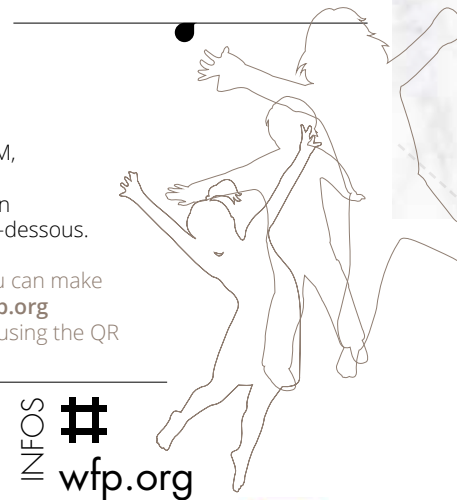 M,
n
-dessous.
u can make
p.org
using the QR
INFOS
#
wfp.org